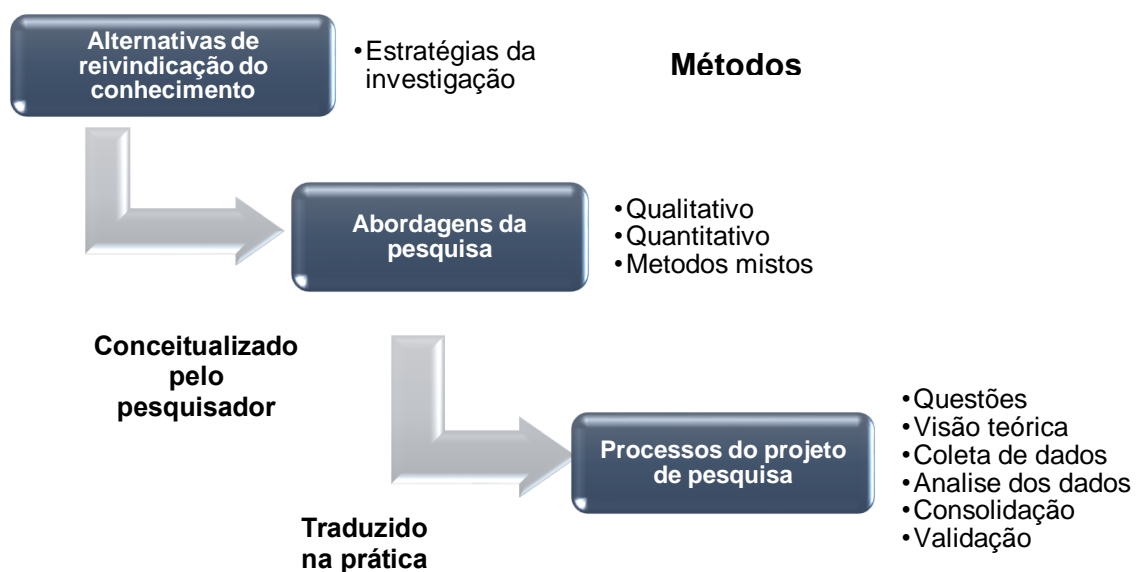 Alternativas de
reivindicação do
conhecimento
•Estratégias da
investigação
Métodos
Abordagens da
pesquisa
•Qualitativo
•Quantitativo
•Metodos mistos
Conceitualizado
pelo
pesquisador
Processos do projeto
de pesquisa
•Questões
•Visão teórica
•Coleta de dados
•Analise dos dados
•Consolidação
•Validação
Traduzido
na prática